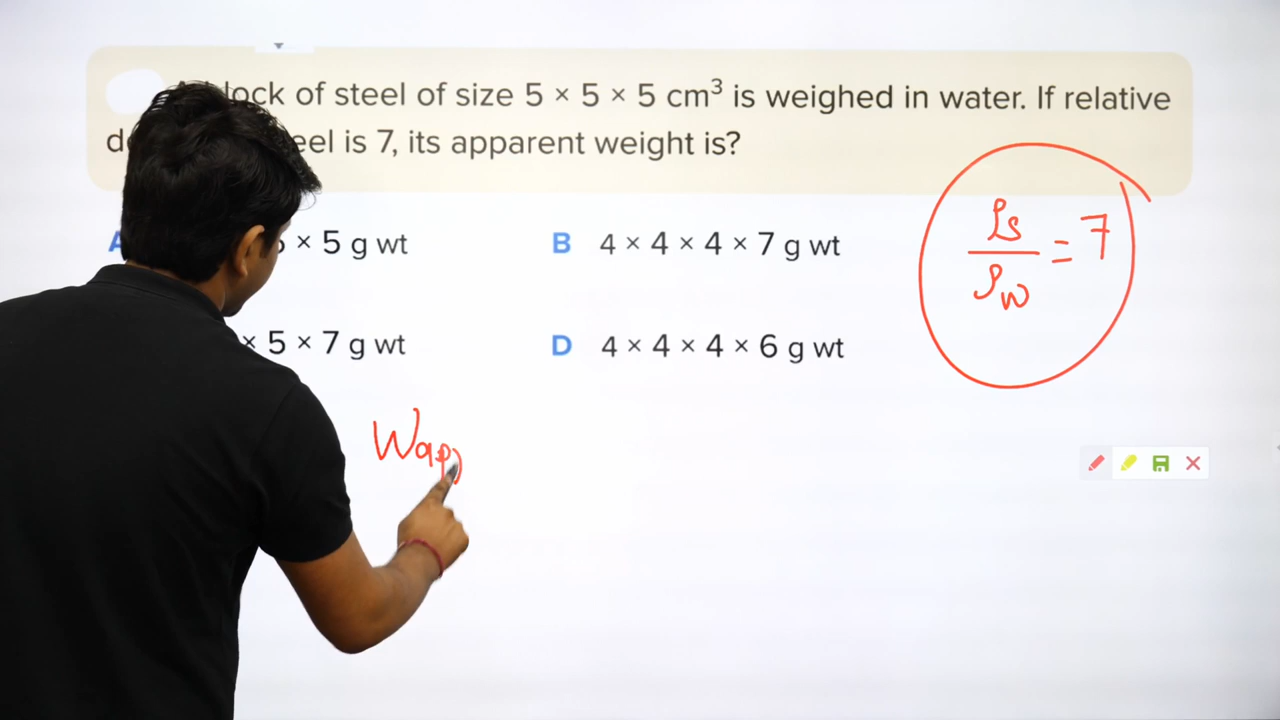 lock of steel of size 5 × 5 × 5 cm³ is weighed in water. If relative
eel is 7, its apparent weight is?
× 5 g wt
B 4 × 4 × 4 × 7 g wt
× 5 × 7 g wt
D 4 × 4 × 4 × 6 g wt
ρs
ρw
= 7
Wapp